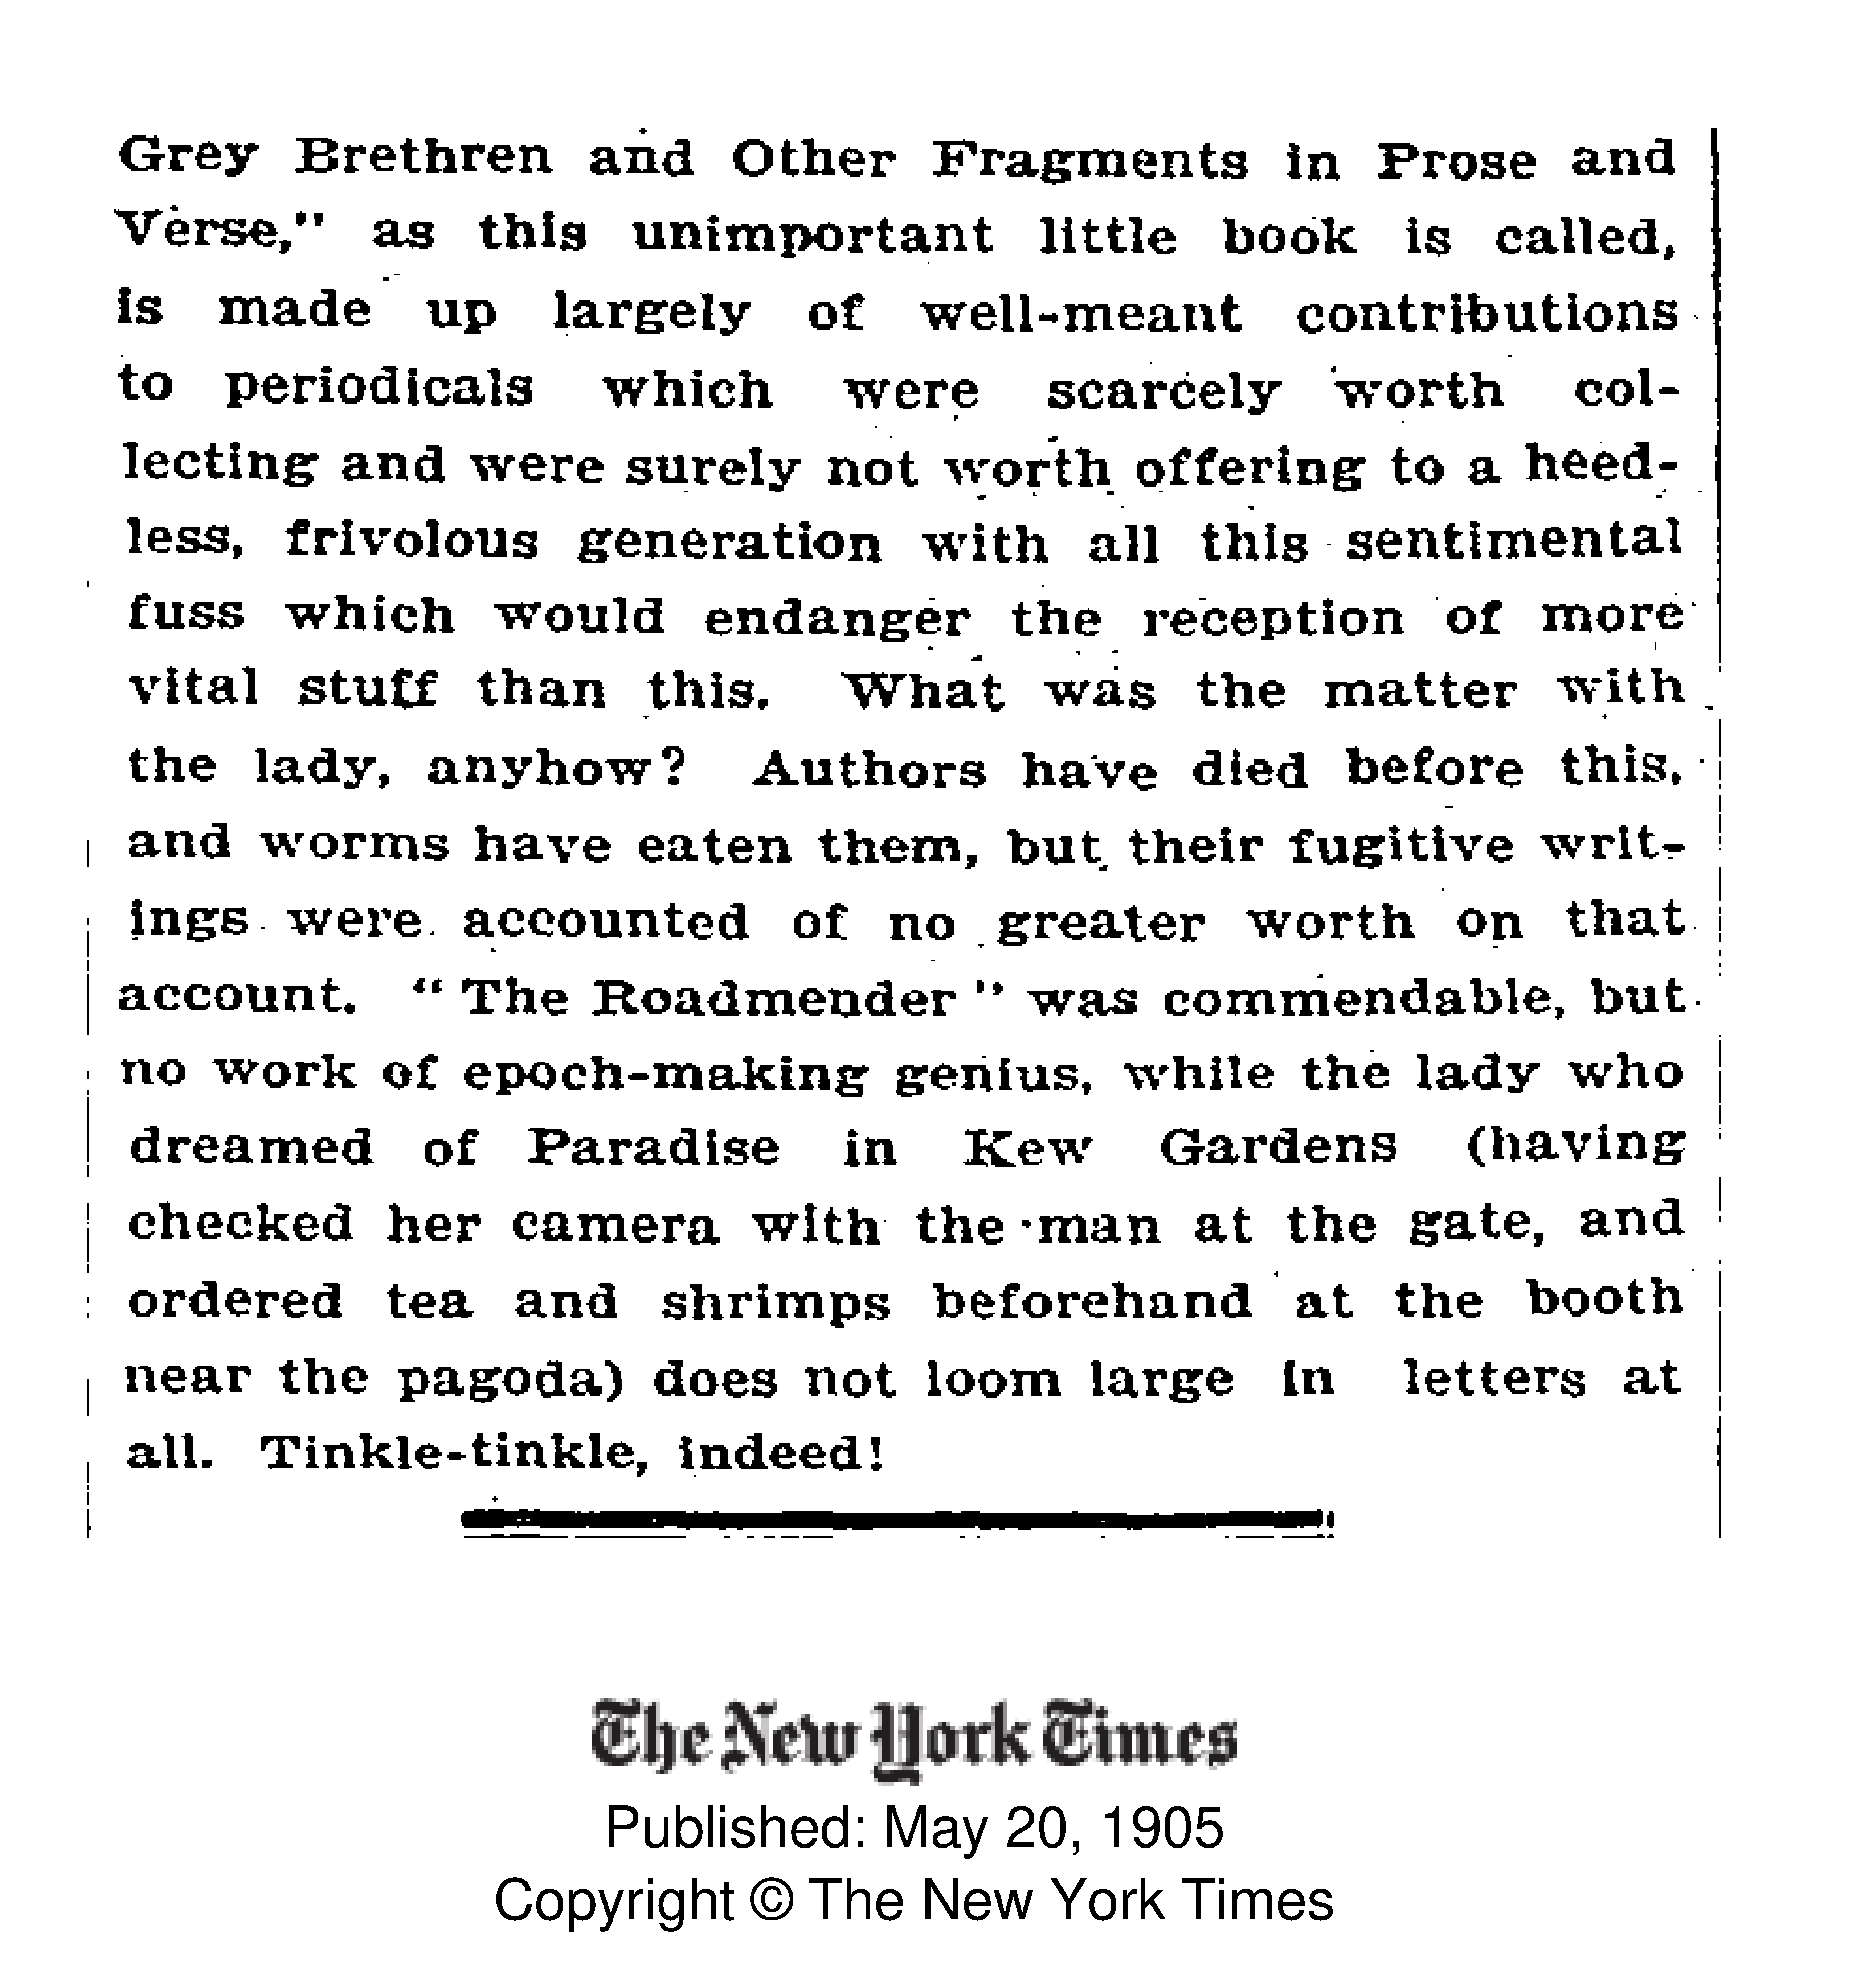 Grey Brethren and Other Fragments in Prose and
Verse," as this unimportant little book is called,
is made up largely of well-meant contributions
to periodicals which were scarcely worth col-
lecting and were surely not worth offering to a heed-
less, frivolous generation with all this sentimental
fuss which would endanger the reception of more
vital stuff than this. What was the matter with
the lady, anyhow? Authors have died before this,
and worms have eaten them, but their fugitive writ-
ings were accounted of no greater worth on that
account. "The Roadmender" was commendable, but
no work of epoch-making genius, while the lady who
dreamed of Paradise in Kew Gardens (having
checked her camera with the man at the gate, and
ordered tea and shrimps beforehand at the booth
near the pagoda) does not loom large in letters at
all. Tinkle-tinkle, indeed!
The New York Times
Published: May 20, 1905
Copyright © The New York Times